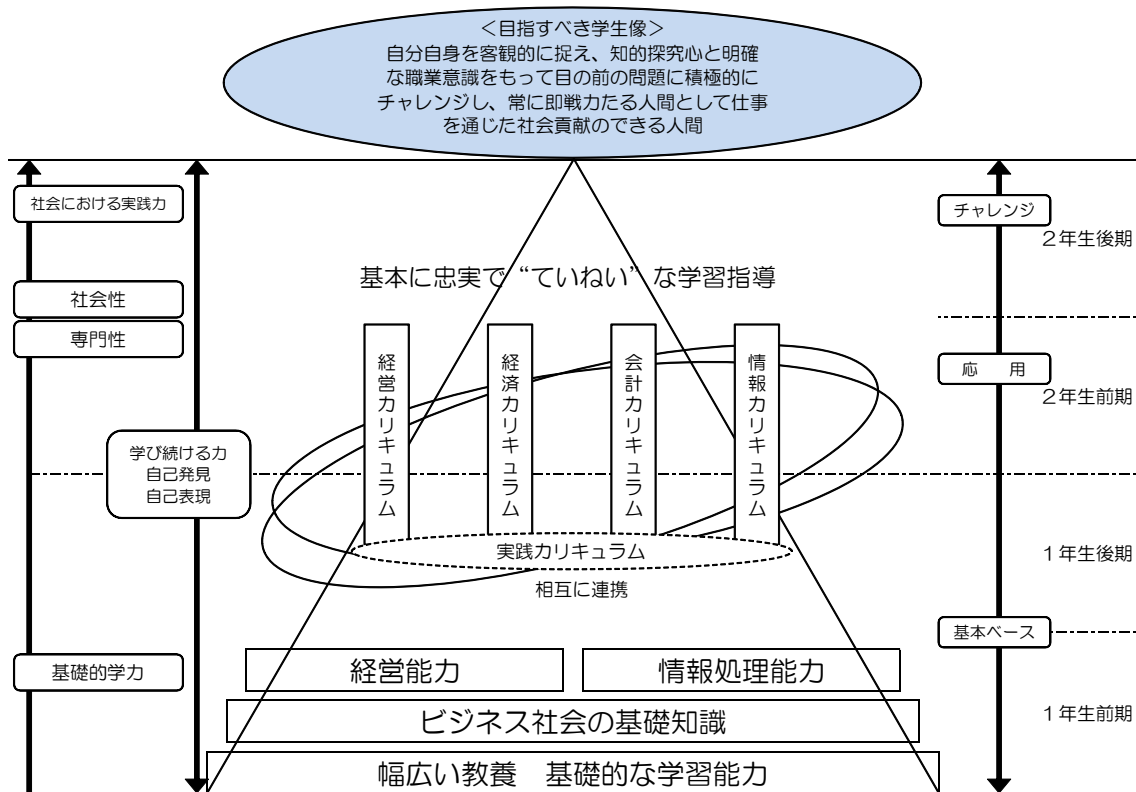 ＜目指すべき学生像＞
自分自身を客観的に捉え、知的探究心と明確
な職業意識をもって目の前の問題に積極的に
チャレンジし、常に即戦力たる人間として仕事
を通じた社会貢献のできる人間
社会における実践力
チャレンジ
２年生後期
基本に忠実で“ていねい”な学習指導
社会性
専門性
経営カリキュラム
経済カリキュラム
会計カリキュラム
情報カリキュラム
応　用
２年生前期
学び続ける力
自己発見
自己表現
実践カリキュラム
相互に連携
１年生後期
基本ベース
基礎的学力
経営能力
情報処理能力
ビジネス社会の基礎知識
１年生前期
幅広い教養　基礎的な学習能力